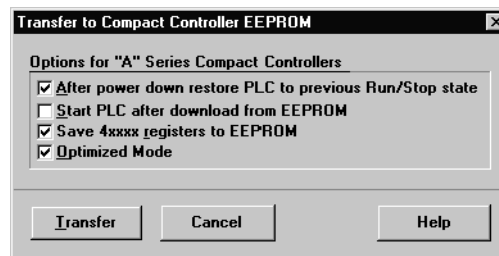 Transfer to Compact Controller EEPROM
Options for "A" Series Compact Controllers
After power down restore PLC to previous Run/Stop state
Start PLC after download from EEPROM
Save 4xxxx registers to EEPROM
Optimized Mode
Transfer Cancel Help